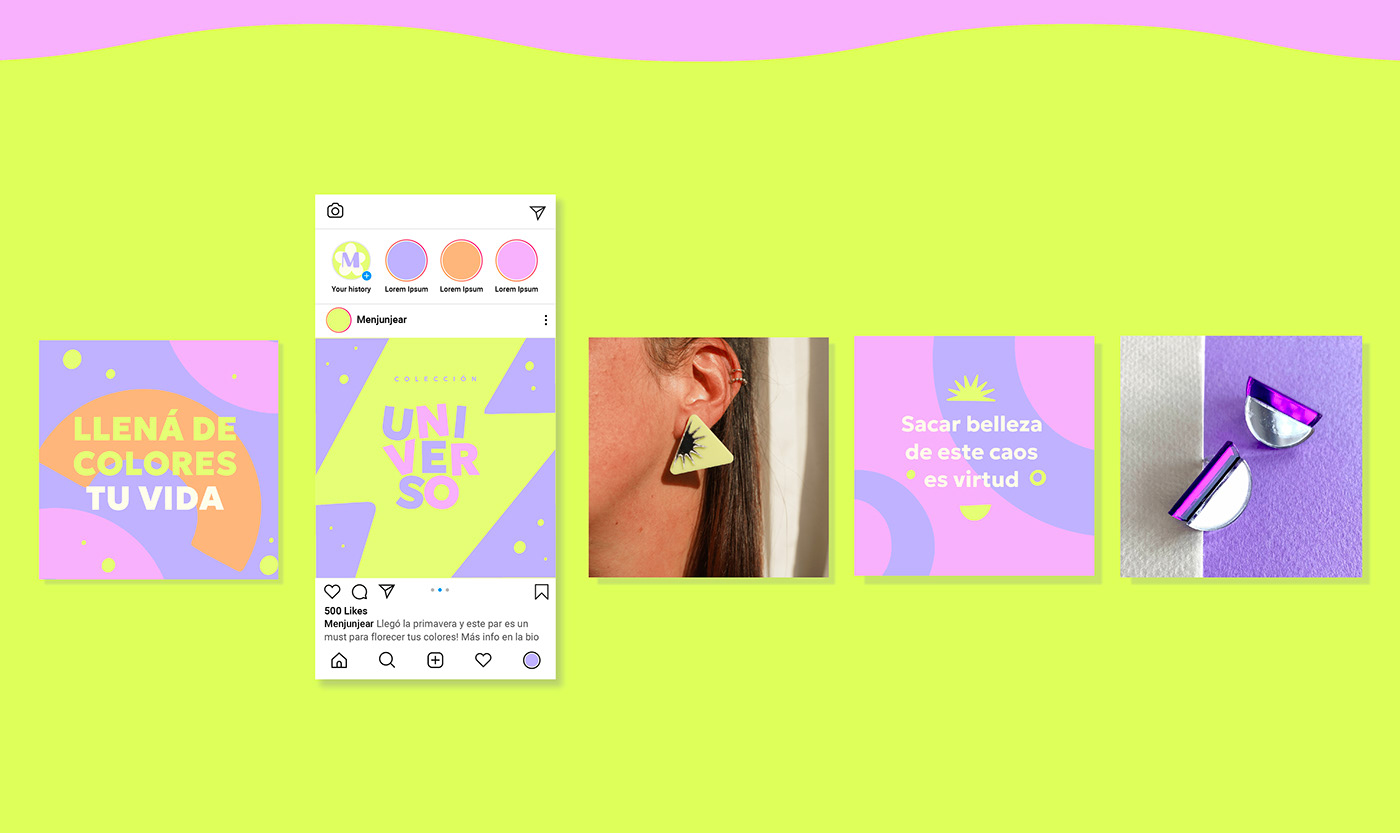 LLENÁ DE
COLORES
TU VIDA
M
Your history
Lorem Ipsum
Lorem Ipsum
Lorem Ipsum
Menjunjear
COLECCIÓN
UNI
VER
SO
500 Likes
Menjunjear Llegó la primavera y este par es un
must para florecer tus colores! Más info en la bio
Sacar belleza
de este caos
es virtud